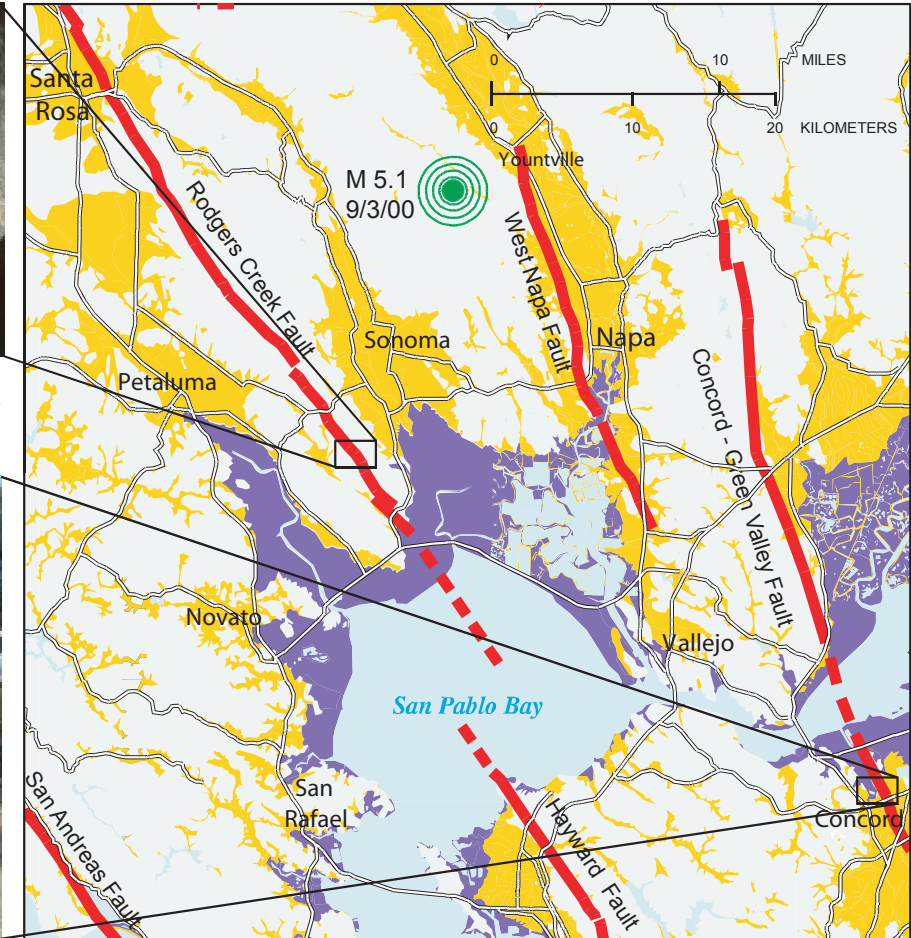 0 10 MILES
0 10 20 KILOMETERS
Santa
Rosa
Yountville
M 5.1
9/3/00
Rodgers Creek Fault
West Napa Fault
Sonoma
Napa
Petaluma
Concord - Green Valley Fault
Novato
Vallejo
San Pablo Bay
San
Rafael
San Andreas Fault
Hayward Fault
Concord